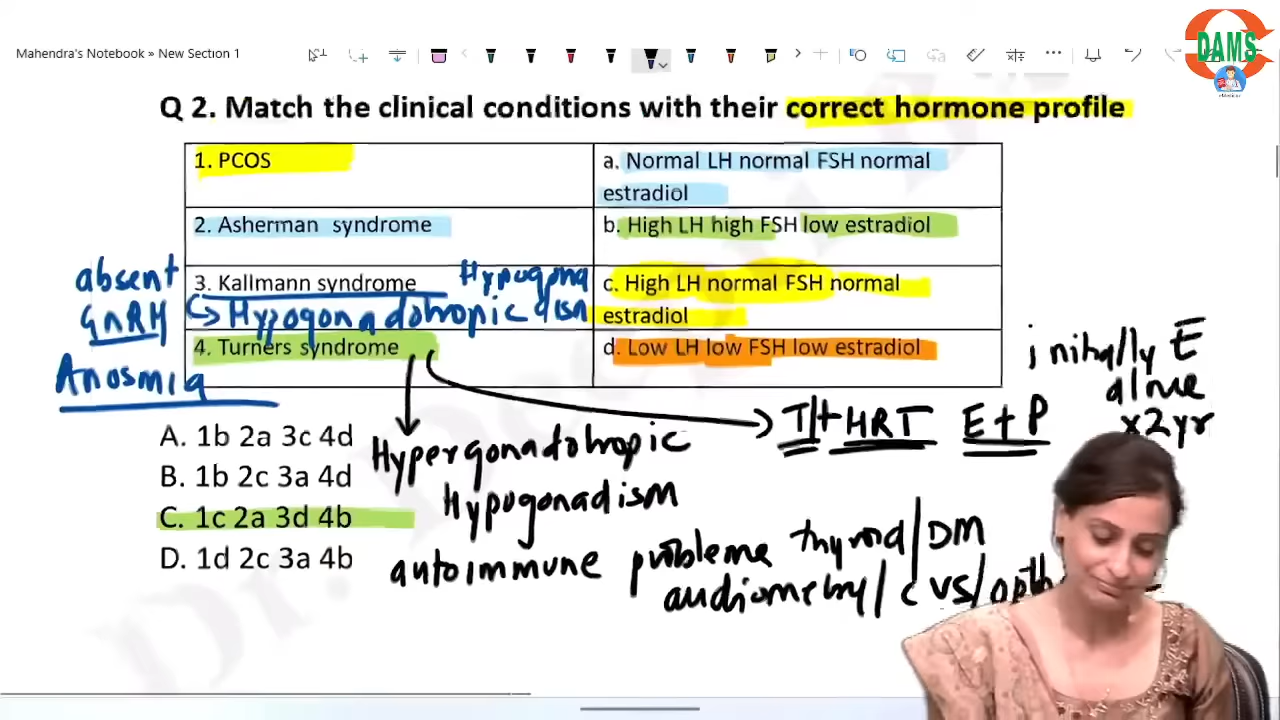 Mahendra's Notebook » New Section 1
DAMS
Q 2. Match the clinical conditions with their correct hormone profile
1. PCOS
a. Normal LH normal FSH normal
estradiol
2. Asherman syndrome
b. High LH high FSH low estradiol
3. Kallmann syndrome
c. High LH normal FSH normal
estradiol
4. Turners syndrome
d. Low LH low FSH low estradiol
absent
GnRH
Anosmia
Hypogona
Hypogonadotropic dism
initially E
alone
x2yr
T/t HRT E + P
Hypergonadotropic
Hypogonadism
autoimmune problems thyroid/DM
audiometry/ CVS/opth
A. 1b 2a 3c 4d
B. 1b 2c 3a 4d
C. 1c 2a 3d 4b
D. 1d 2c 3a 4b